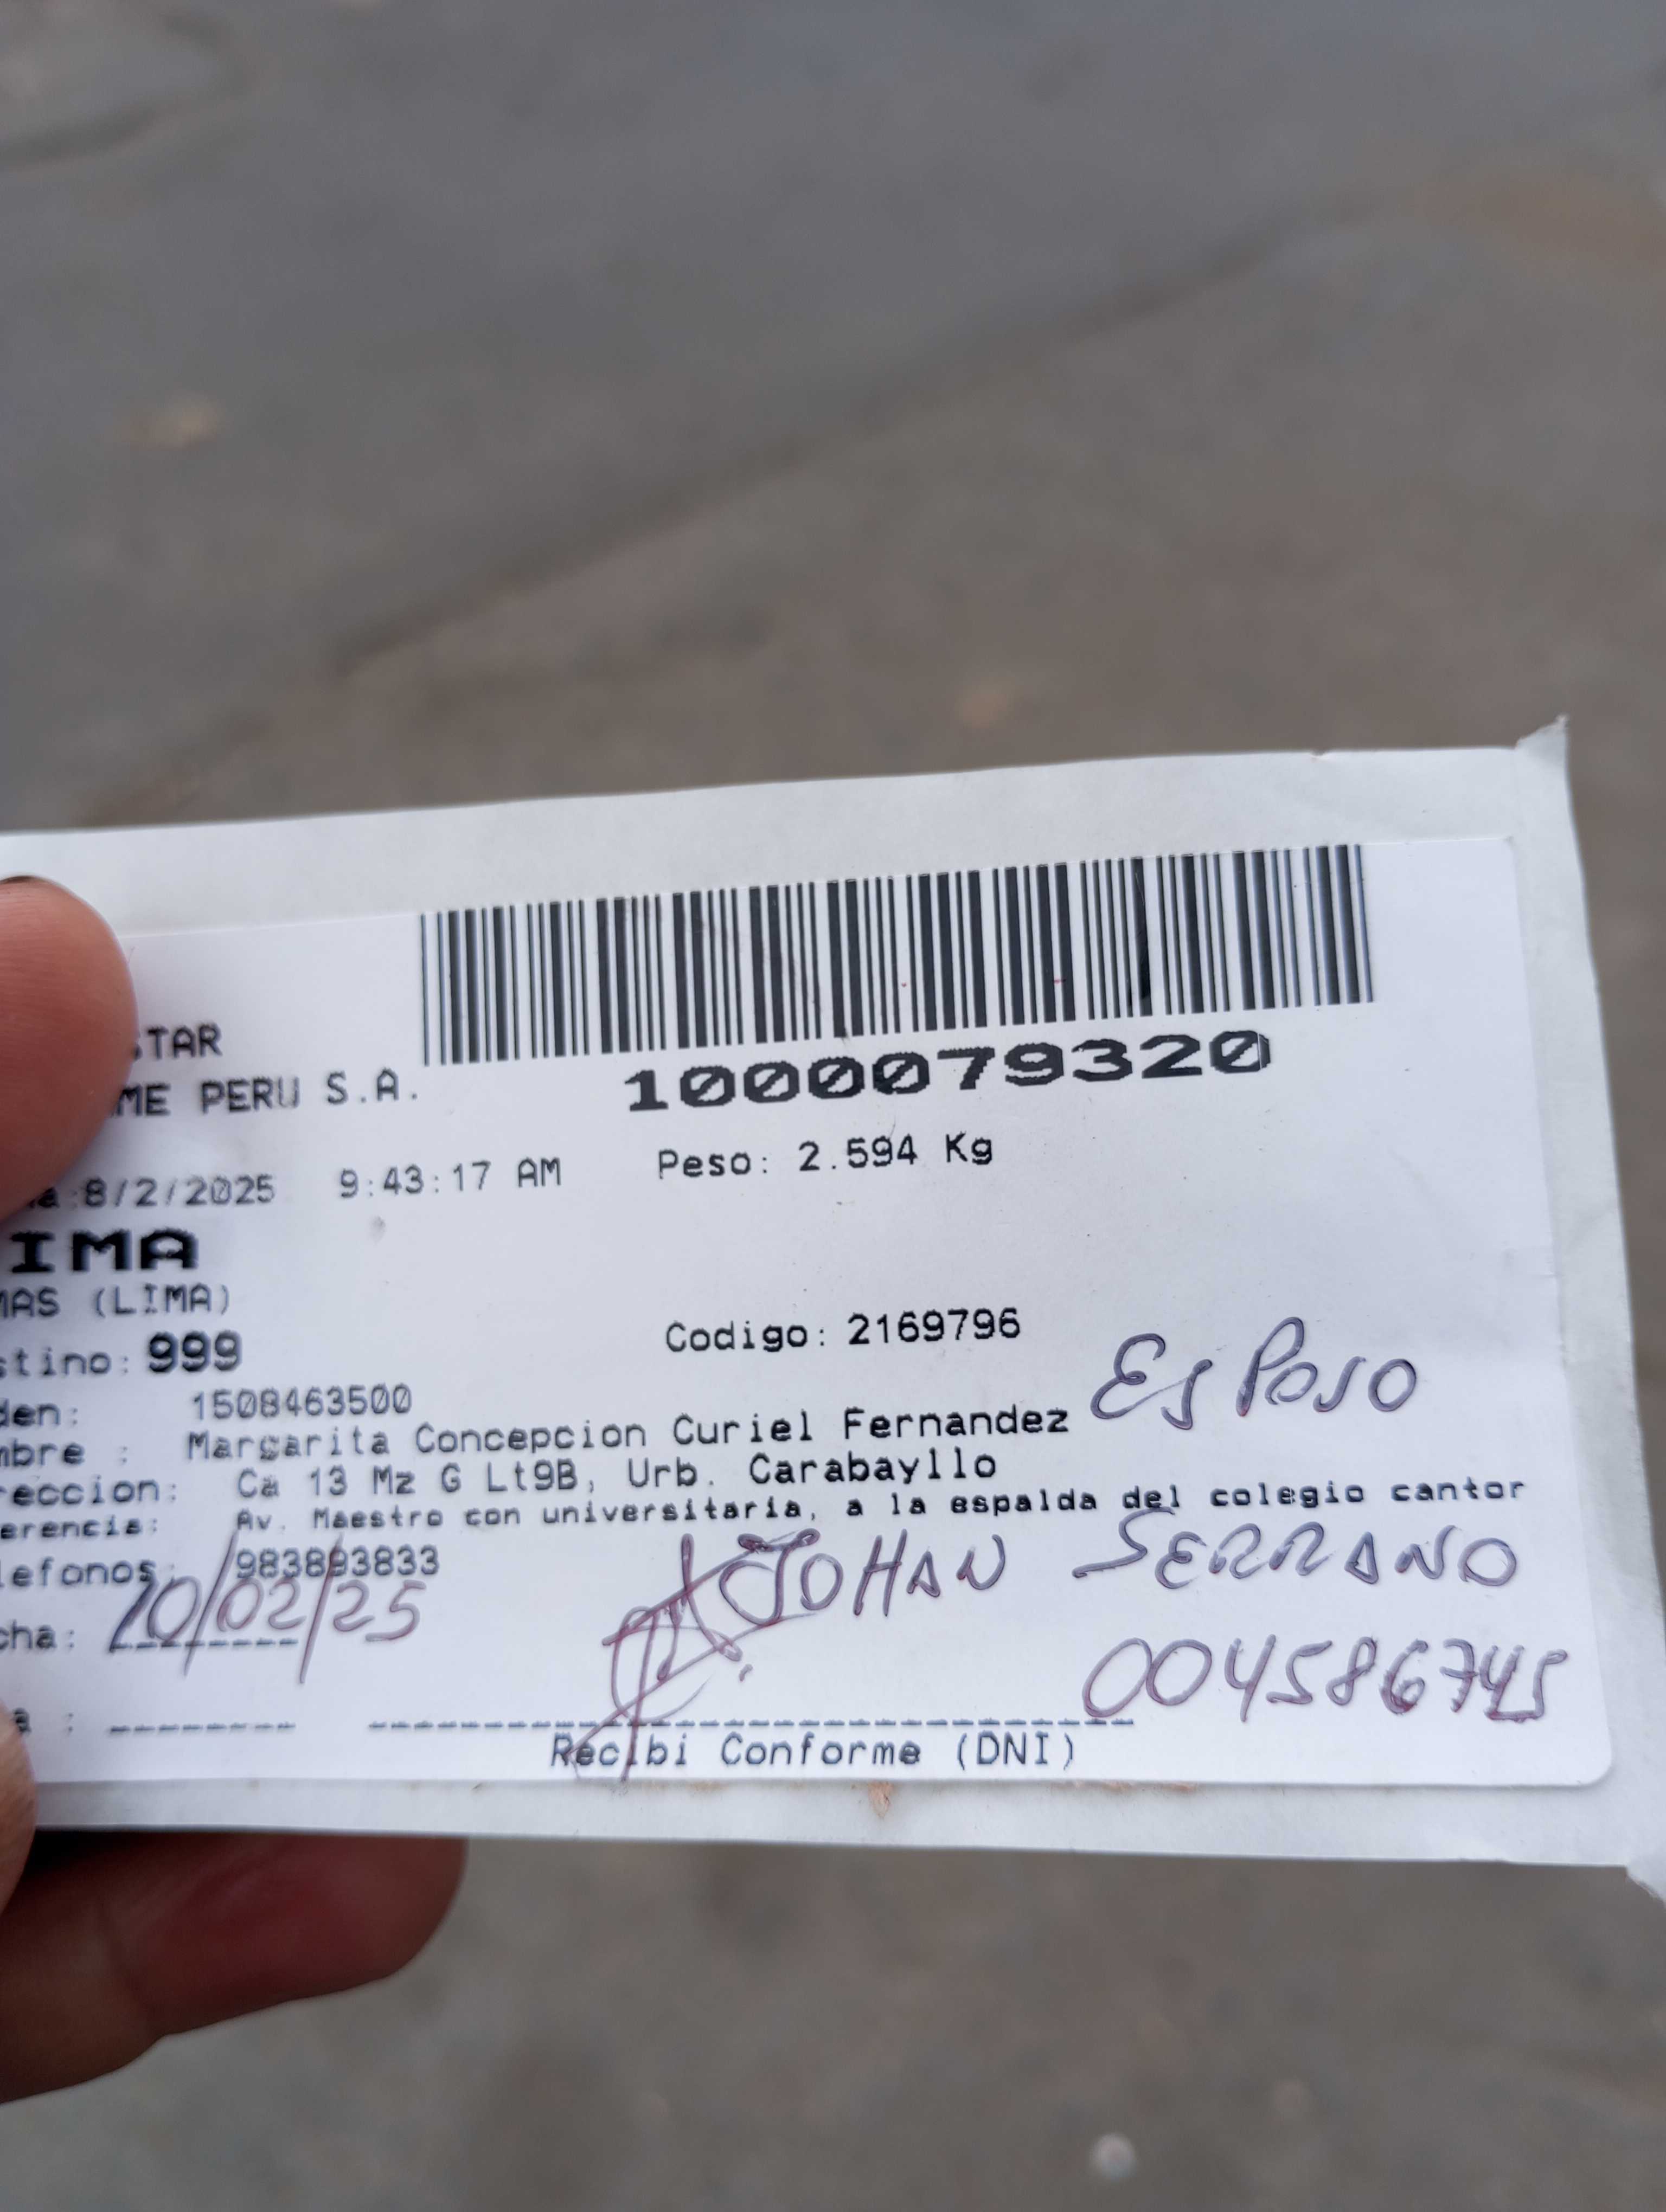 STAR
ME PERU S.A.
1000079320
a:8/2/2025 9:43:17 AM Peso: 2.594 Kg
IMA
MAS (LIMA)
stino: 999 Codigo: 2169796
den: 1508463500 ESPOSO
mbre : Margarita Concepcion Curiel Fernandez
reccion: Ca 13 Mz G Lt9B, Urb. Carabayllo
erencia: Av. Maestro con universitaria, a la espalda del colegio cantor
lefonos: 983893833 JOHAN SERRANO
cha: 10/02/25
004586745
a :
Recibi Conforme (DNI)